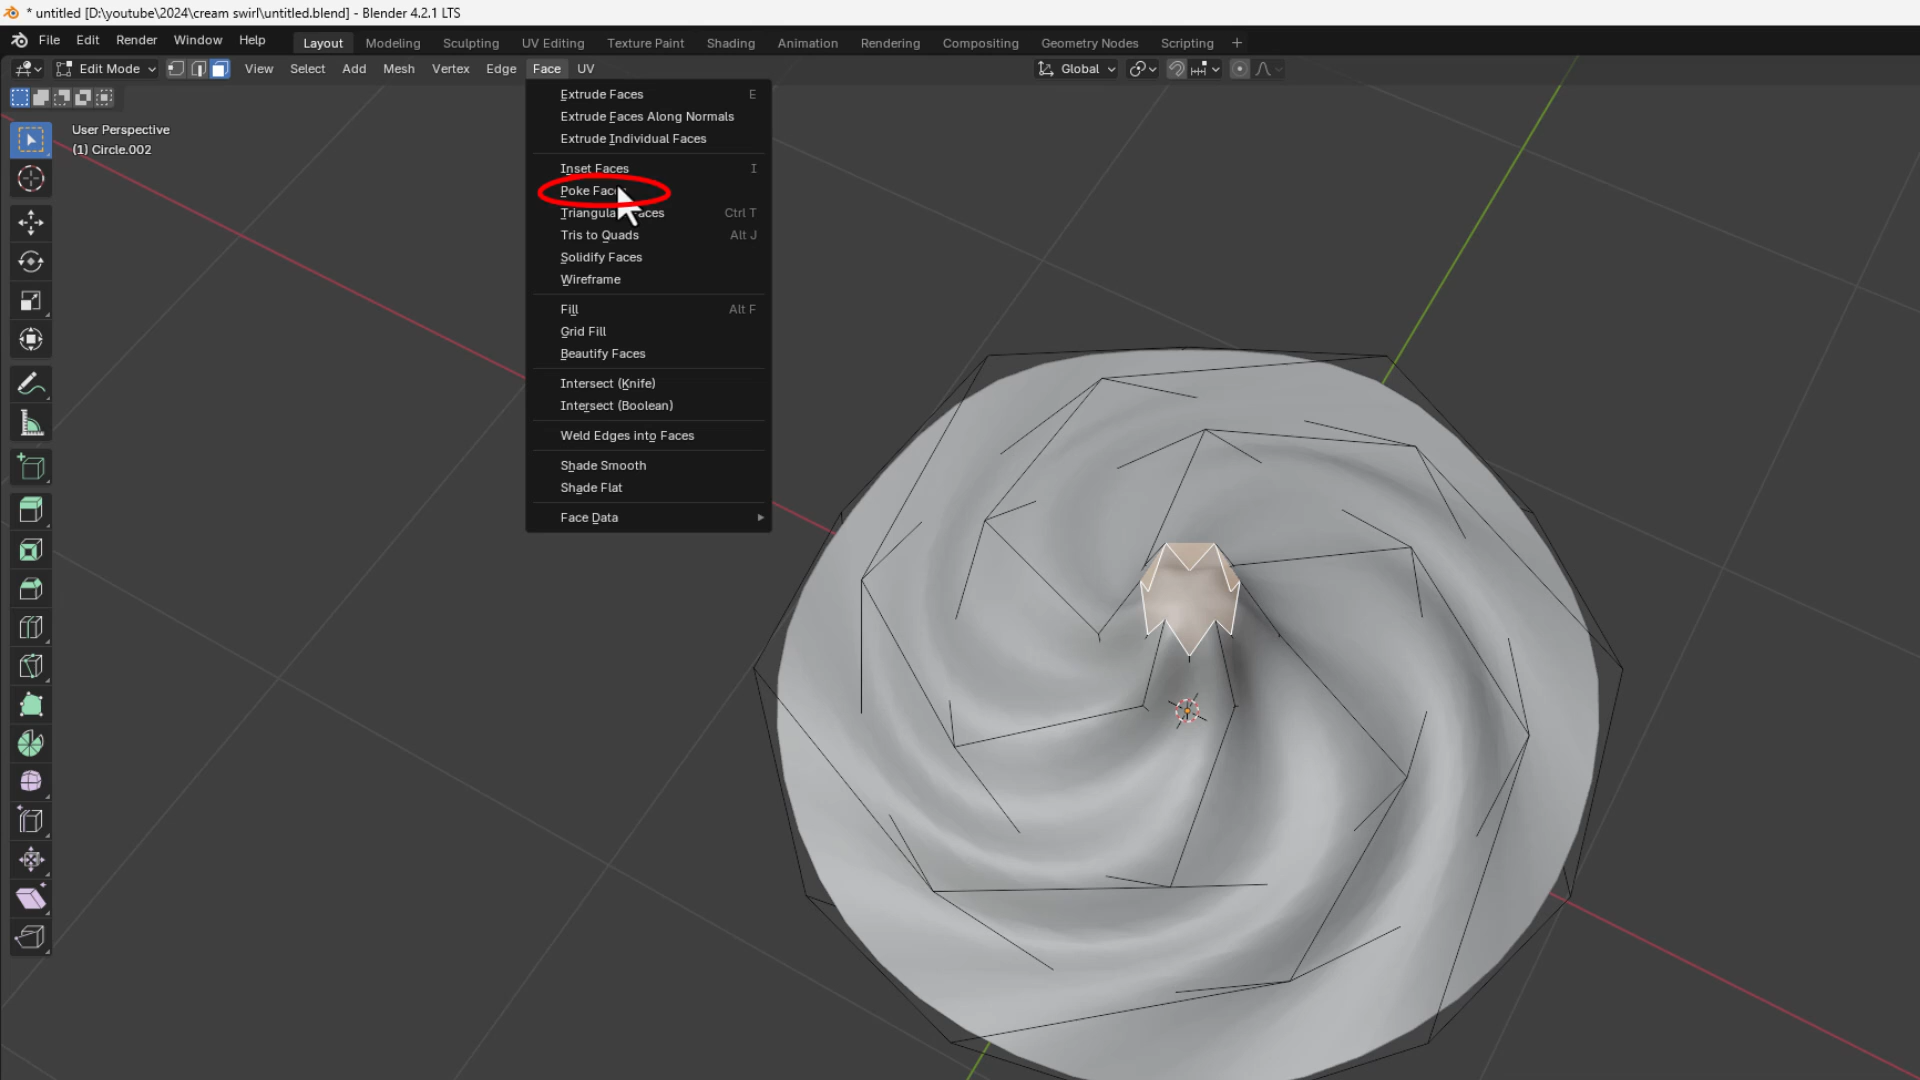 * untitled [D:\youtube\2024\cream swirl\untitled.blend] - Blender 4.2.1 LTS
File Edit Render Window Help Layout Modeling Sculpting UV Editing Texture Paint Shading Animation Rendering Compositing Geometry Nodes Scripting +
Edit Mode View Select Add Mesh Vertex Edge Face UV Global
User Perspective
(1) Circle.002
Extrude Faces E
Extrude Faces Along Normals
Extrude Individual Faces
Inset Faces I
Poke
Ctrl T
Tris to Quads Alt J
Solidify Faces
Wireframe
Fill Alt F
Grid Fill
Beautify Faces
Intersect (Knife)
Intersect (Boolean)
Weld Edges into Faces
Shade Smooth
Shade Flat
Face Data